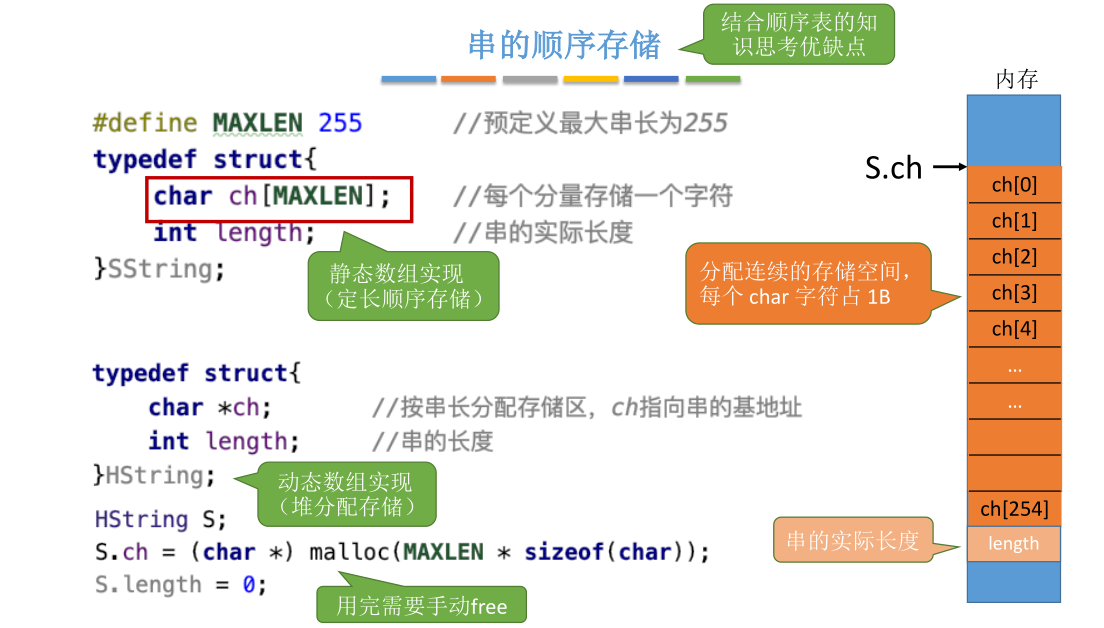 串的顺序存储
结合顺序表的知
识思考优缺点
#define MAXLEN 255 //预定义最大串长为255
typedef struct{
char ch[MAXLEN]; //每个分量存储一个字符
int length; //串的实际长度
}SString;
静态数组实现
（定长顺序存储）
typedef struct{
char *ch; //按串长分配存储区，ch指向串的基地址
int length; //串的长度
}HString;
动态数组实现
（堆分配存储）
HString S;
S.ch = (char *) malloc(MAXLEN * sizeof(char));
S.length = 0;
用完需要手动free
内存
S.ch
ch[0]
ch[1]
ch[2]
ch[3]
ch[4]
...
...
ch[254]
length
分配连续的存储空间，
每个 char 字符占 1B
串的实际长度